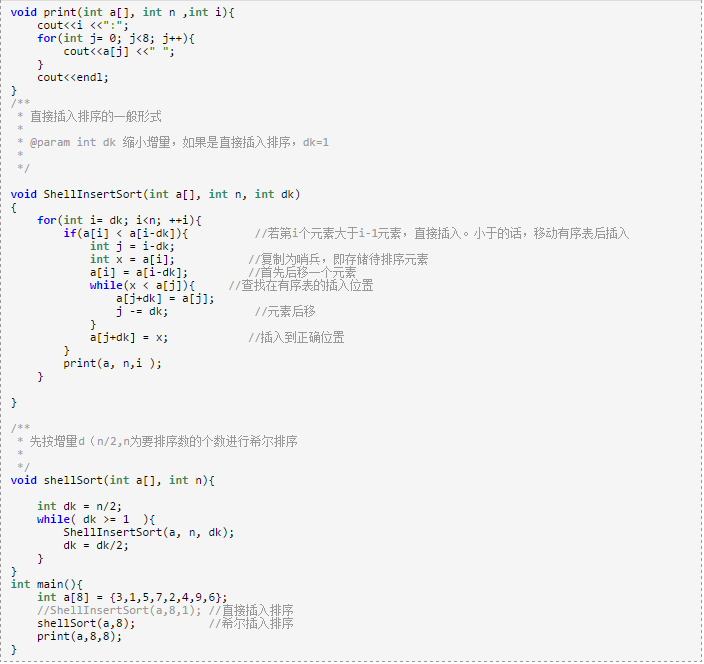 void print(int a[], int n ,int i){
    cout<<i <<":";
    for(int j= 0; j<8; j++){
        cout<<a[j] <<" ";
    }
    cout<<endl;
}
/**
 * 直接插入排序的一般形式
 *
 * @param int dk 缩小增量，如果是直接插入排序，dk=1
 *
 */

void ShellInsertSort(int a[], int n, int dk)
{
    for(int i= dk; i<n; ++i){
        if(a[i] < a[i-dk]){          //若第i个元素大于i-1元素，直接插入。小于的话，移动有序表后插入
            int j = i-dk;
            int x = a[i];           //复制为哨兵，即存储待排序元素
            a[i] = a[i-dk];         //首先后移一个元素
            while(x < a[j]){     //查找在有序表的插入位置
                a[j+dk] = a[j];
                j -= dk;             //元素后移
            }
            a[j+dk] = x;            //插入到正确位置
        }
        print(a, n,i );
    }

}

/**
 * 先按增量d（n/2,n为要排序数的个数进行希尔排序
 *
 */
void shellSort(int a[], int n){

    int dk = n/2;
    while( dk >= 1  ){
        ShellInsertSort(a, n, dk);
        dk = dk/2;
    }
}
int main(){
    int a[8] = {3,1,5,7,2,4,9,6};
    //ShellInsertSort(a,8,1); //直接插入排序
    shellSort(a,8);           //希尔插入排序
    print(a,8,8);
}